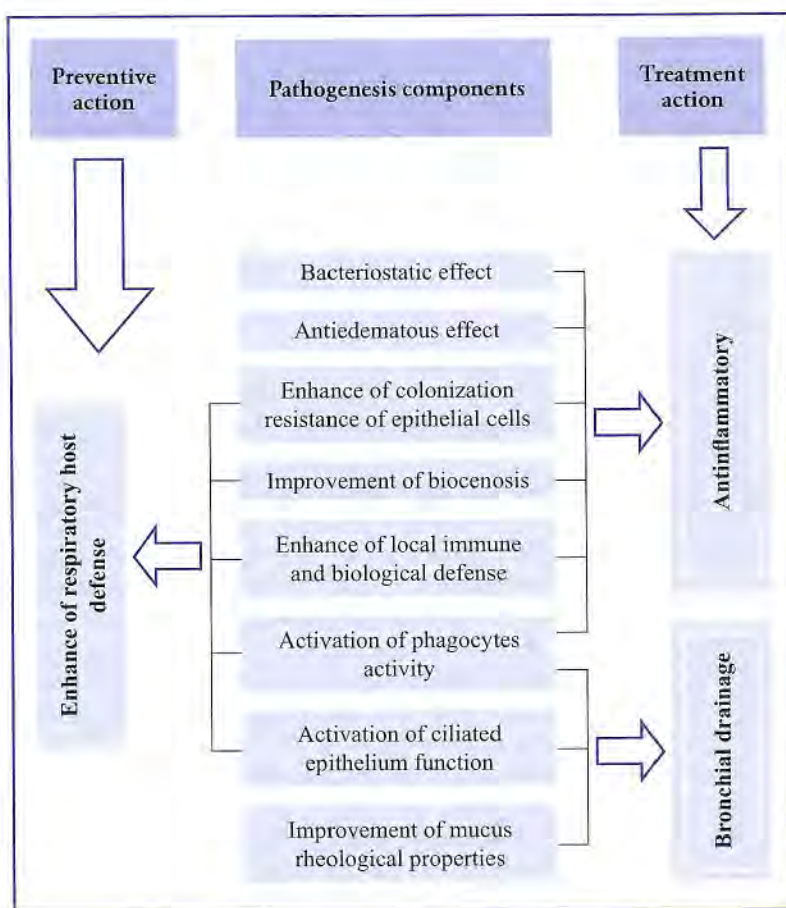 Preventive
action
Pathogenesis components
Treatment
action
Bacteriostatic effect
Antiedematous effect
Enhance of colonization
resistance of epithelial cells
Improvement of biocenosis
Enhance of local immune
and biological defense
Activation of phagocytes
activity
Activation of ciliated
epithelium function
Improvement of mucus
rheological properties
Enhance of respiratory host
defense
Antinflammatory
Bronchial drainage